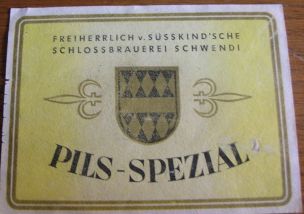 FREIHERRLICH v. SÜSSKIND'SCHE
SCHLOSSBRAUEREI SCHWENDI
PILS-SPEZIAL